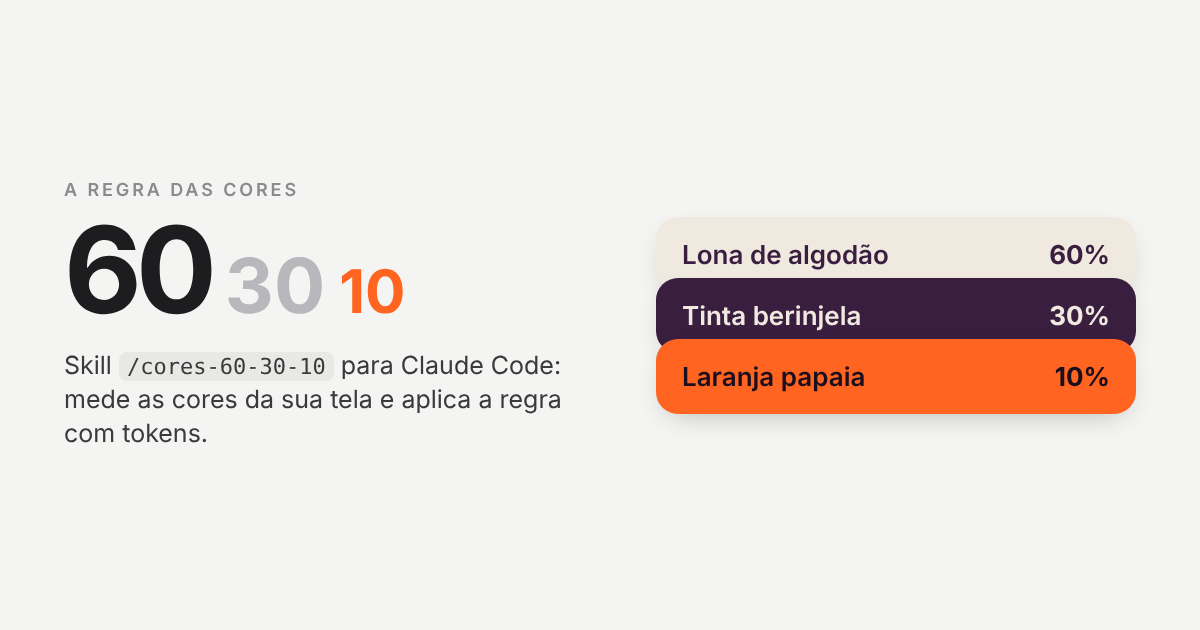 A REGRA DAS CORES
60 30 10
Skill /cores-60-30-10 para Claude Code:
mede as cores da sua tela e aplica a regra
com tokens.
Lona de algodão 60%
Tinta berinjela 30%
Laranja papaia 10%